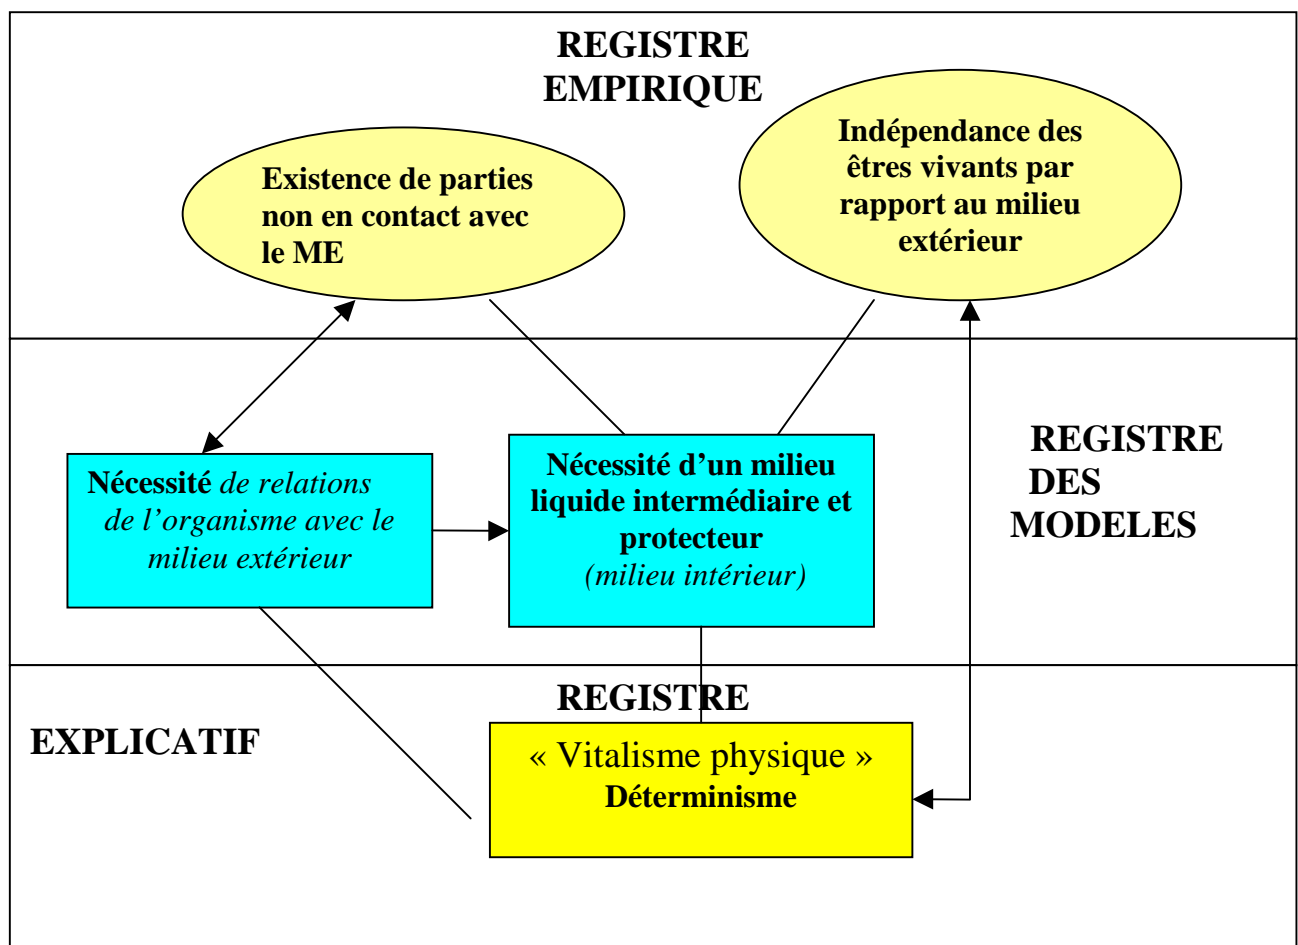 REGISTRE
EMPIRIQUE
Existence de parties
non en contact avec
le ME
Indépendance des
êtres vivants par
rapport au milieu
extérieur
Nécessité de relations
de l’organisme avec le
milieu extérieur
Nécessité d’un milieu
liquide intermédiaire et
protecteur
(milieu intérieur)
REGISTRE
DES
MODELES
REGISTRE
EXPLICATIF
« Vitalisme physique »
Déterminisme